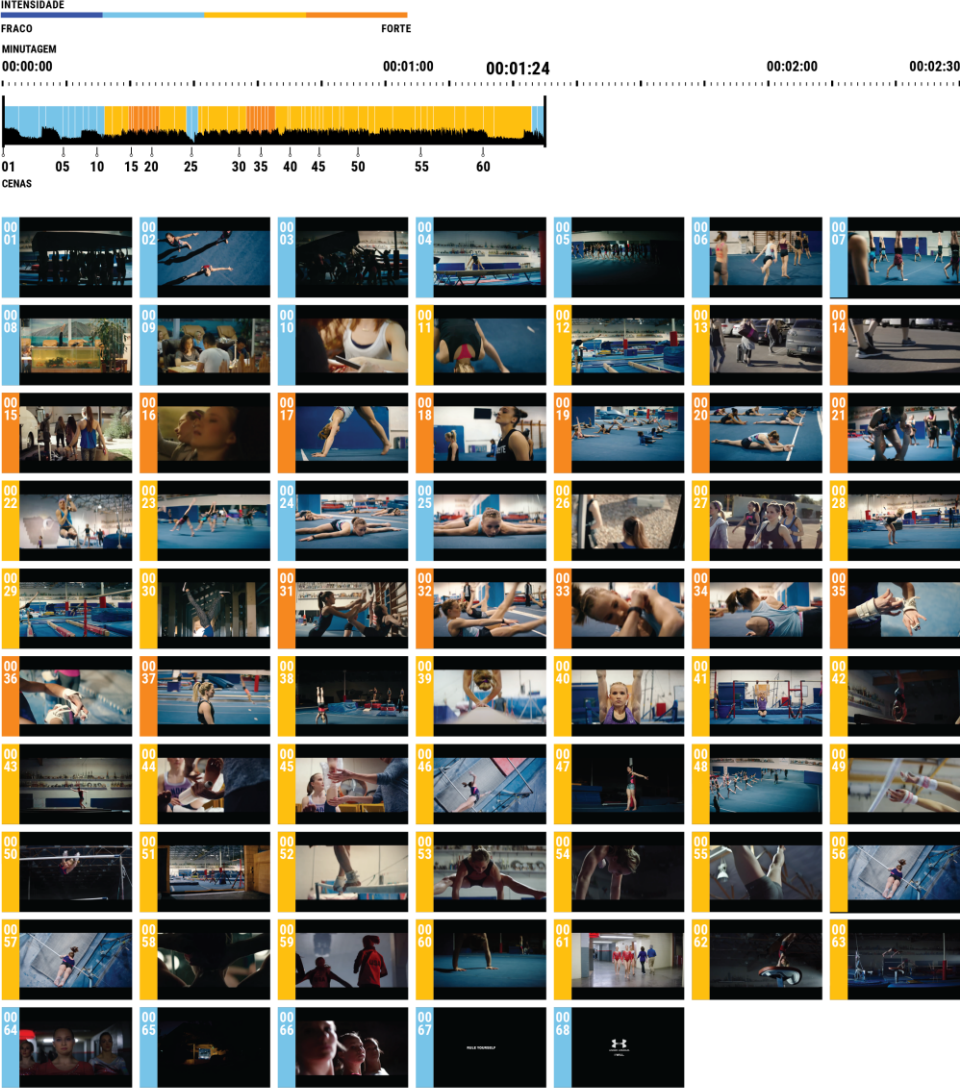 INTENSIDADE
FRACO FORTE
MINUTAGEM
00:00:00 00:01:00 00:01:24 00:02:00 00:02:30
01 05 10 15 20 25 30 35 40 45 50 55 60
CENAS
00 01 00 02 00 03 00 04 00 05 00 06 00 07
00 08 00 09 00 10 00 11 00 12 00 13 00 14
00 15 00 16 00 17 00 18 00 19 00 20 00 21
00 22 00 23 00 24 00 25 00 26 00 27 00 28
00 29 00 30 00 31 00 32 00 33 00 34 00 35
00 36 00 37 00 38 00 39 00 40 00 41 00 42
00 43 00 44 00 45 00 46 00 47 00 48 00 49
00 50 00 51 00 52 00 53 00 54 00 55 00 56
00 57 00 58 00 59 00 60 00 61 00 62 00 63
00 64 00 65 00 66 00 67 00 68
RULE YOURSELF